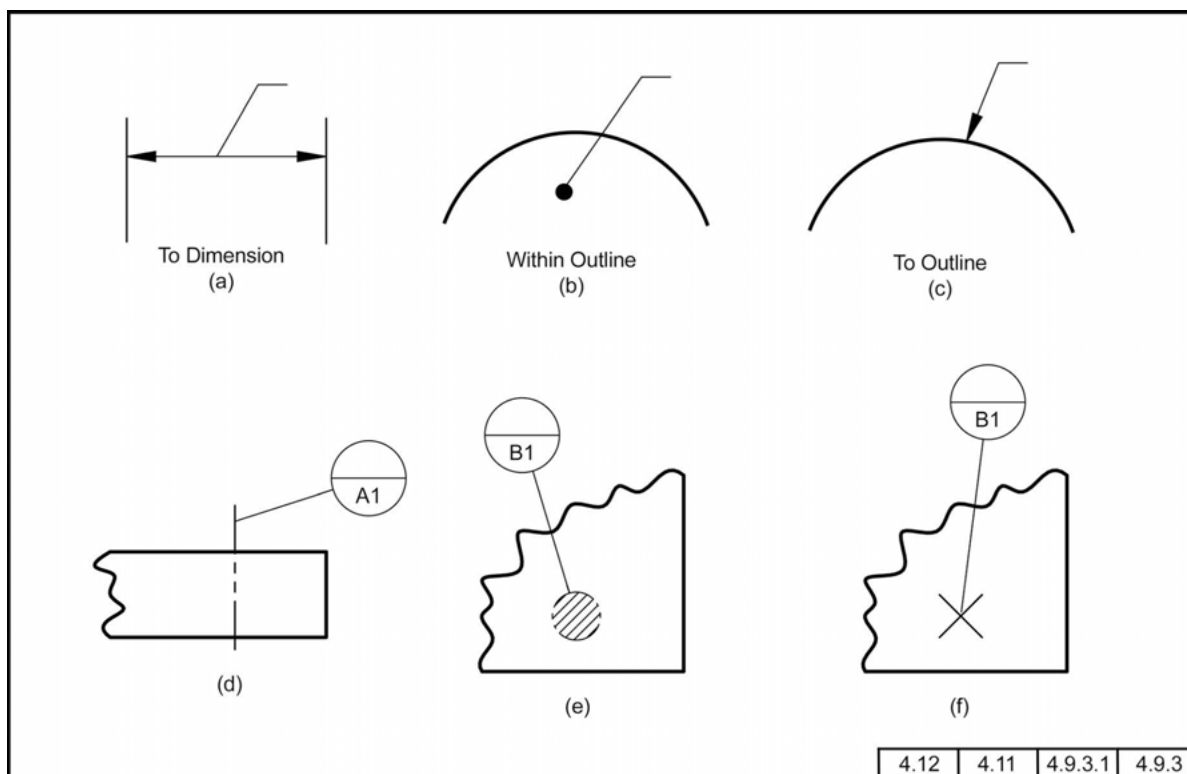 To Dimension
(a)
Within Outline
(b)
To Outline
(c)
A1
(d)
B1
(e)
B1
(f)
4.12 4.11 4.9.3.1 4.9.3